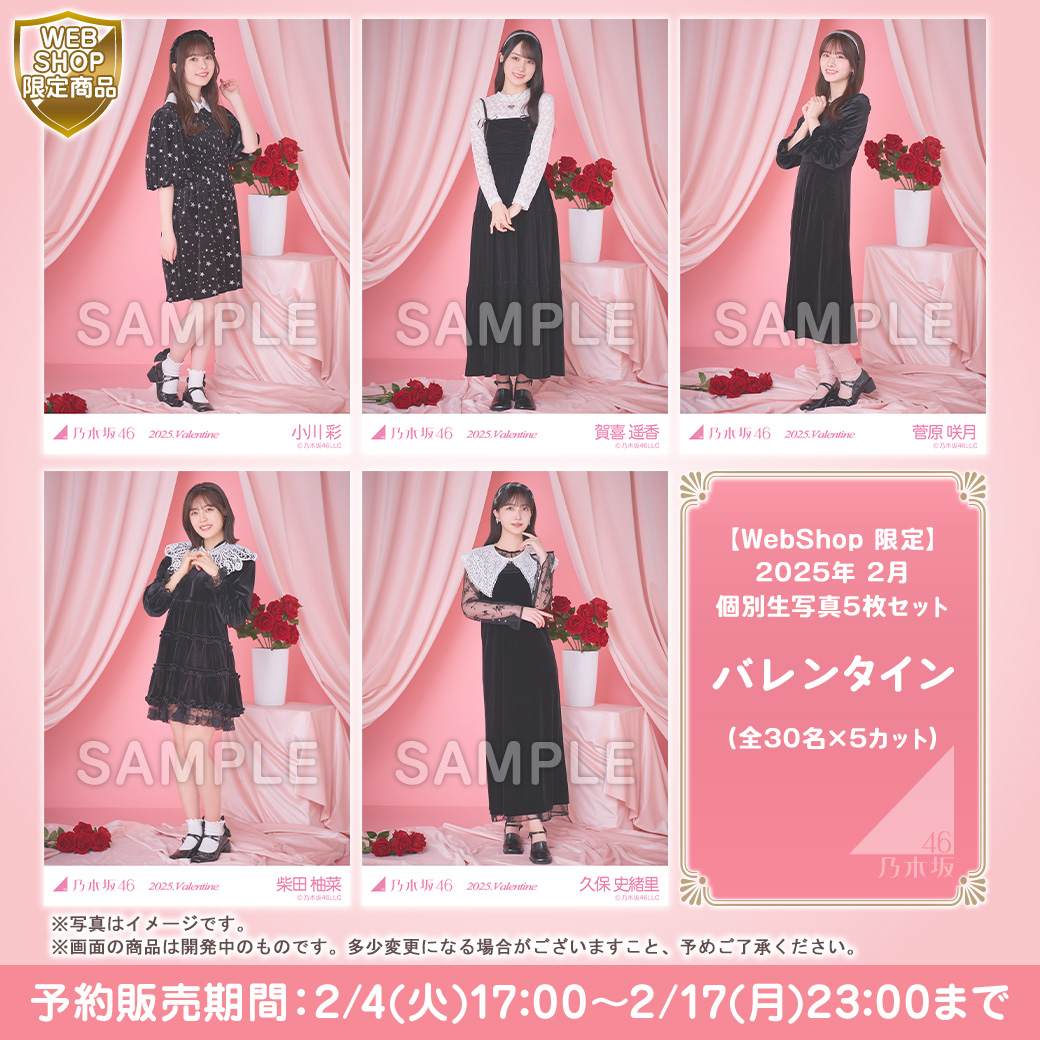 WEB
SHOP
限定商品
SAMPLE
乃木坂46 2025.Valentine 小川 彩
©乃木坂46LLC
SAMPLE
乃木坂46 2025.Valentine 賀喜 遥香
©乃木坂46LLC
SAMPLE
乃木坂46 2025.Valentine 菅原 咲月
©乃木坂46LLC
SAMPLE
乃木坂46 2025.Valentine 柴田 柚菜
©乃木坂46LLC
SAMPLE
乃木坂46 2025.Valentine 久保 史緒里
©乃木坂46LLC
【WebShop 限定】
2025年 2月
個別生写真5枚セット
バレンタイン
(全30名×5カット)
46
乃木坂
※写真はイメージです。
※画面の商品は開発中のものです。多少変更になる場合がございますこと、予めご了承ください。
予約販売期間：2/4(火)17:00～2/17(月)23:00まで